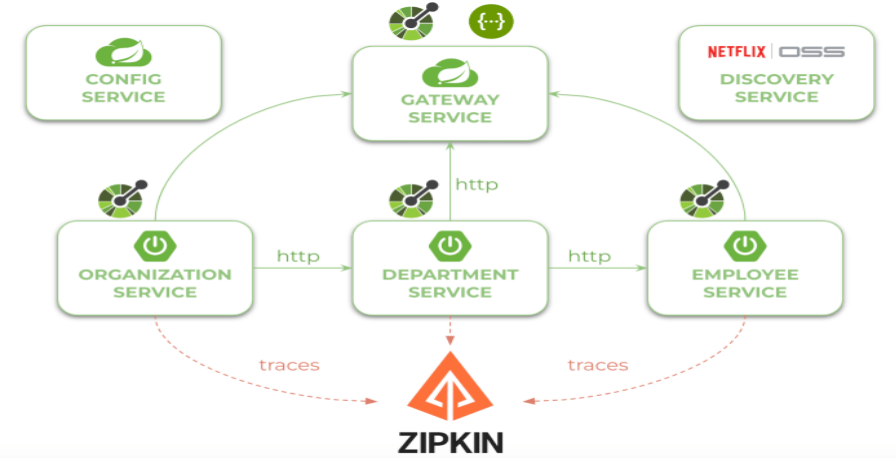 {...}
NETFLIX OSS
CONFIG
SERVICE
GATEWAY
SERVICE
DISCOVERY
SERVICE
http
http
http
ORGANIZATION
SERVICE
DEPARTMENT
SERVICE
EMPLOYEE
SERVICE
traces
traces
ZIPKIN